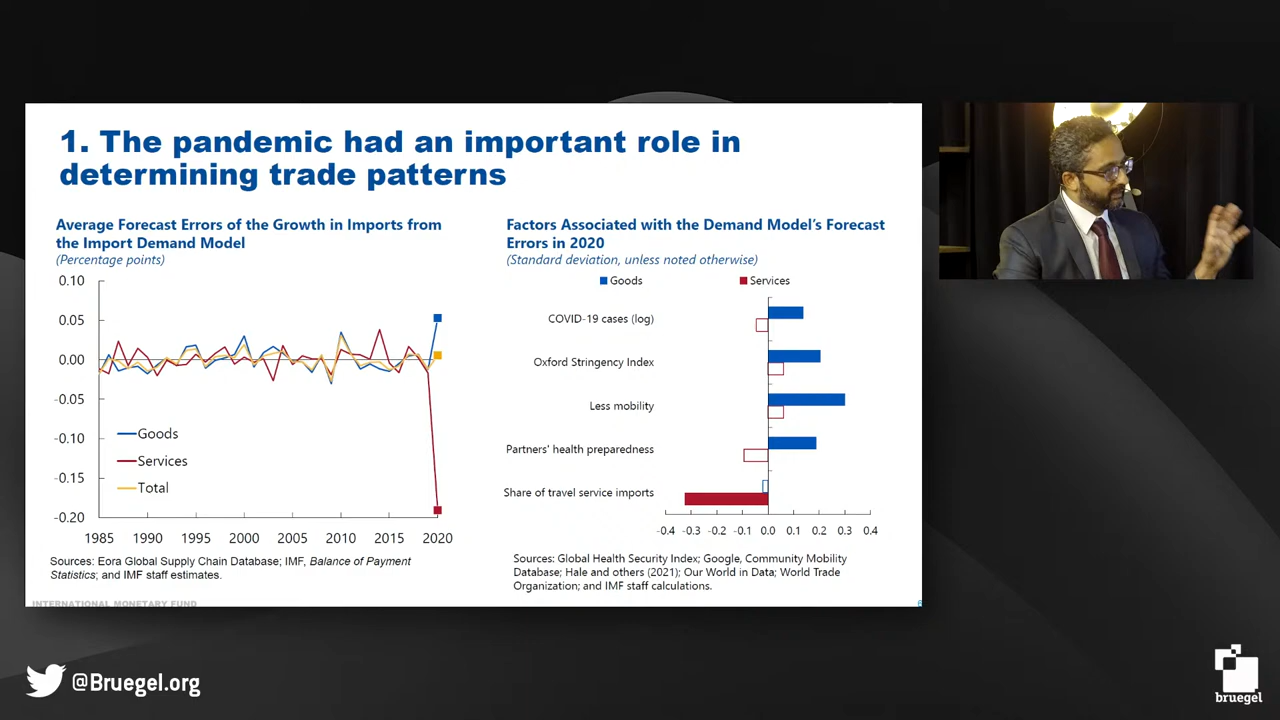 1. The pandemic had an important role in
determining trade patterns
Average Forecast Errors of the Growth in Imports from
the Import Demand Model
(Percentage points)
0.10
0.05
0.00
-0.05
-0.10
-0.15
-0.20
Goods
Services
Total
1985 1990 1995 2000 2005 2010 2015 2020
Sources: Eora Global Supply Chain Database; IMF, Balance of Payment
Statistics; and IMF staff estimates.
Factors Associated with the Demand Model's Forecast
Errors in 2020
(Standard deviation, unless noted otherwise)
Goods Services
COVID-19 cases (log)
Oxford Stringency Index
Less mobility
Partners' health preparedness
Share of travel service imports
-0.4 -0.3 -0.2 -0.1 0.0 0.1 0.2 0.3 0.4
Sources: Global Health Security Index; Google, Community Mobility
Database; Hale and others (2021); Our World in Data; World Trade
Organization; and IMF staff calculations.
INTERNATIONAL MONETARY FUND
@Bruegel.org
bruegel